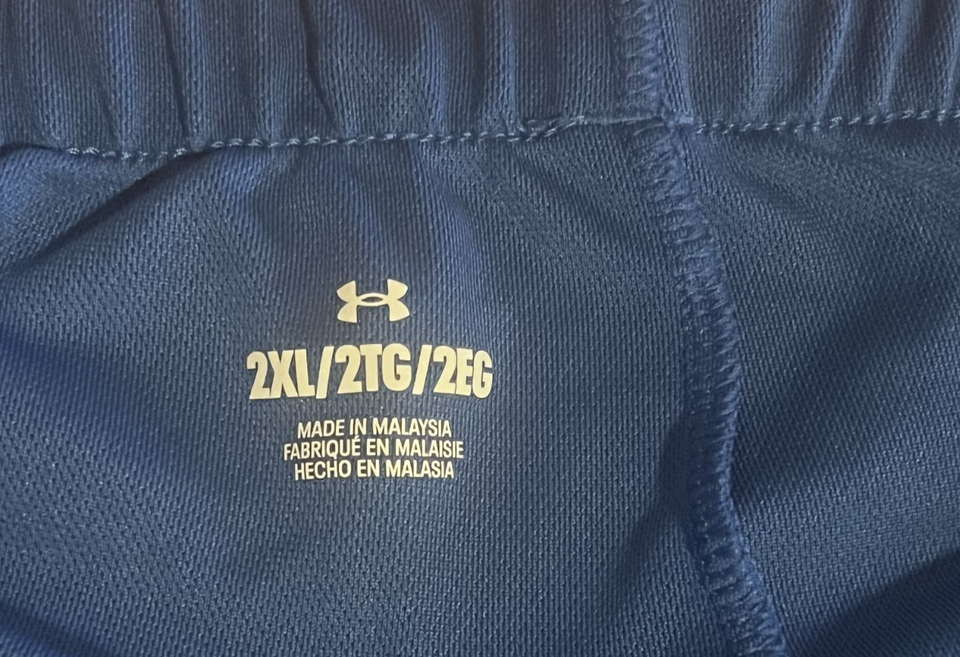 2XL/2TG/2EG
MADE IN MALAYSIA
FABRIQUÉ EN MALAISIE
HECHO EN MALASIA